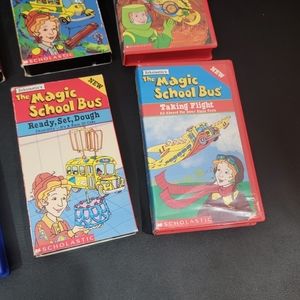 SCHOLASTIC
Scholastic's
NEW
The
Magic
School Bus
Ready, Set, Dough
SCHOLASTIC
Scholastic's
NEW
The
Magic
School Bus
Taking Flight
SCHOLASTIC